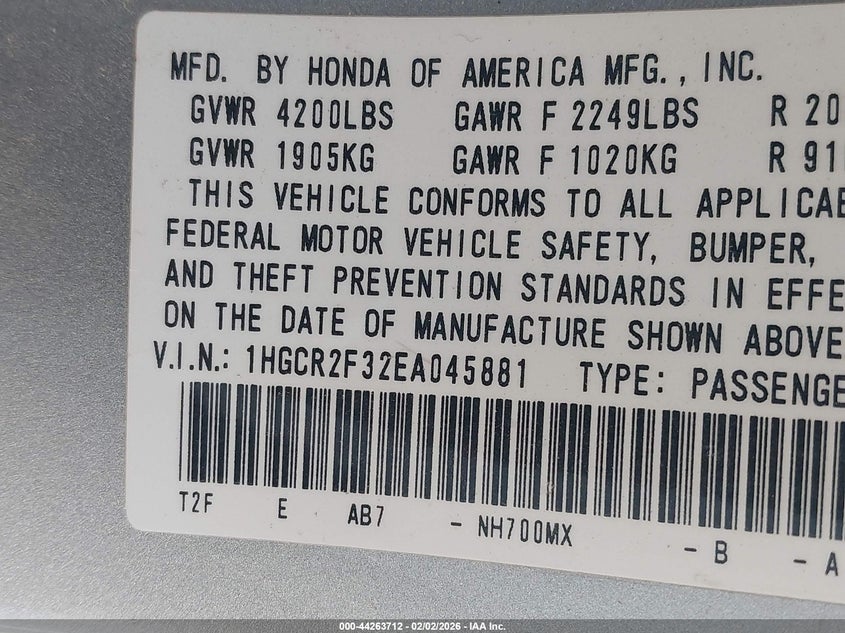 MFD. BY HONDA OF AMERICA MFG., INC.
GVWR 4200LBS GAWR F 2249LBS R 20
GVWR 1905KG GAWR F 1020KG R 91
THIS VEHICLE CONFORMS TO ALL APPLICAB
FEDERAL MOTOR VEHICLE SAFETY, BUMPER,
AND THEFT PREVENTION STANDARDS IN EFFE
ON THE DATE OF MANUFACTURE SHOWN ABOVE
V.I.N.: 1HGCR2F32EA045881 TYPE: PASSENGE
T2F E AB7 - NH700MX - B - A
000-44263712 - 02/02/2026 - IAA Inc.